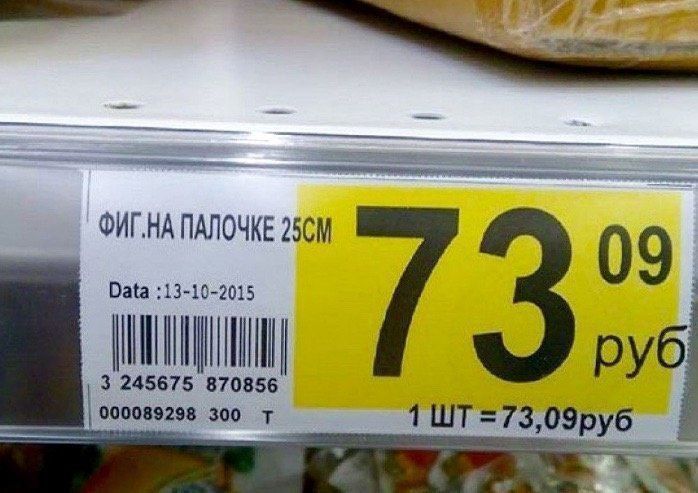 ФИГ.НА ПАЛОЧКЕ 25СМ
73 09
руб
Data :13-10-2015
3 245675 870856
000089298 300 Т
1 ШТ =73,09руб